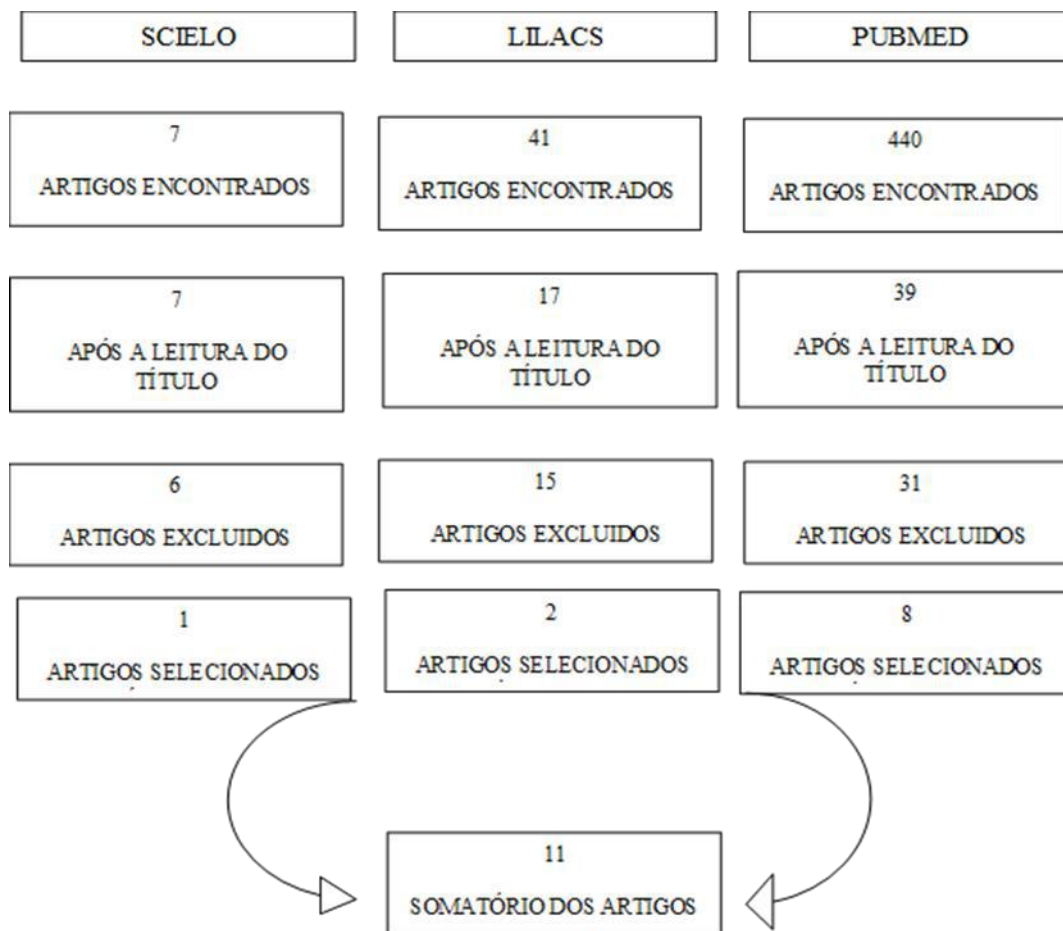 SCIELO
LILACS
PUBMED
7
ARTIGOS ENCONTRADOS
41
ARTIGOS ENCONTRADOS
440
ARTIGOS ENCONTRADOS
7
APÓS A LEITURA DO
TÍTULO
17
APÓS A LEITURA DO
TÍTULO
39
APÓS A LEITURA DO
TÍTULO
6
ARTIGOS EXCLUIDOS
15
ARTIGOS EXCLUIDOS
31
ARTIGOS EXCLUIDOS
1
ARTIGOS SELECIONADOS
2
ARTIGOS SELECIONADOS
8
ARTIGOS SELECIONADOS
11
SOMATÓRIO DOS ARTIGOS